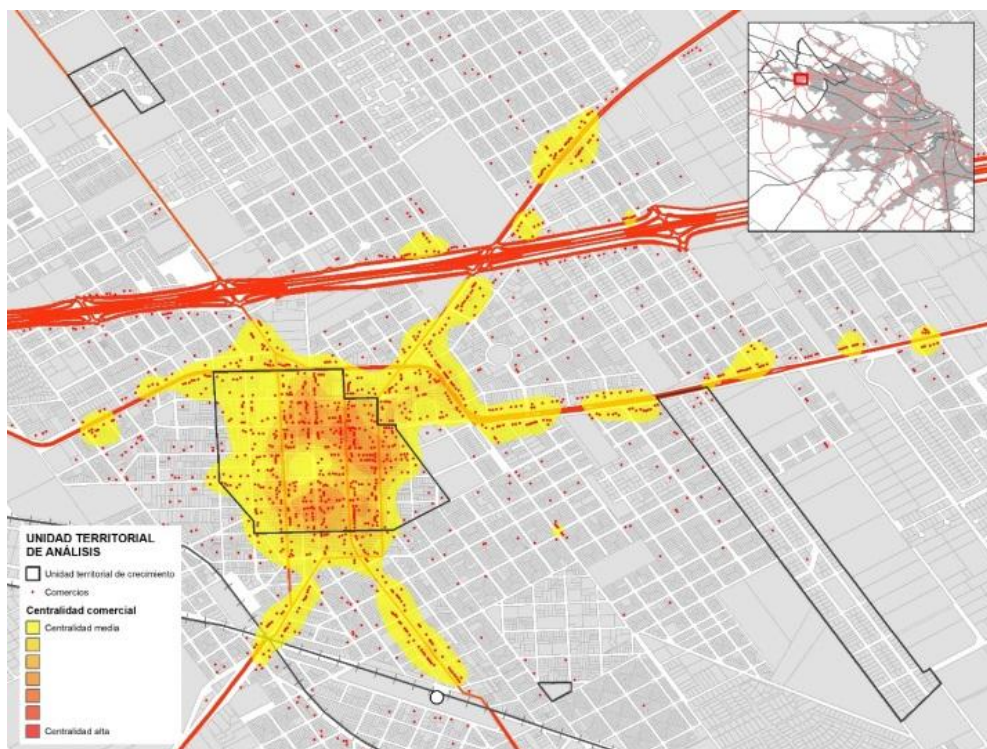 UNIDAD TERRITORIAL
DE ANÁLISIS
Unidad territorial de crecimiento
Comercios
Centralidad comercial
Centralidad media
Centralidad alta